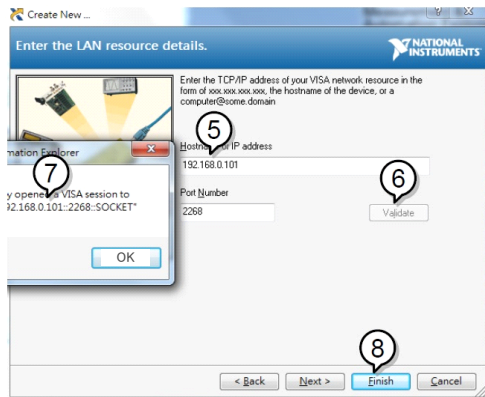 Create New ...
Enter the LAN resource details.
NATIONAL
INSTRUMENTS
Enter the TCP/IP address of your VISA network resource in the
form of xxx.xxx.xxx.xxx, the hostname of the device, or a
computer@some.domain
5
Hostname or IP address
192.168.0.101
6
Port Number
2268
Validate
mation Explorer
7
y opened a VISA session to
92.168.0.101::2268::SOCKET"
OK
8
< Back
Next >
Finish
Cancel